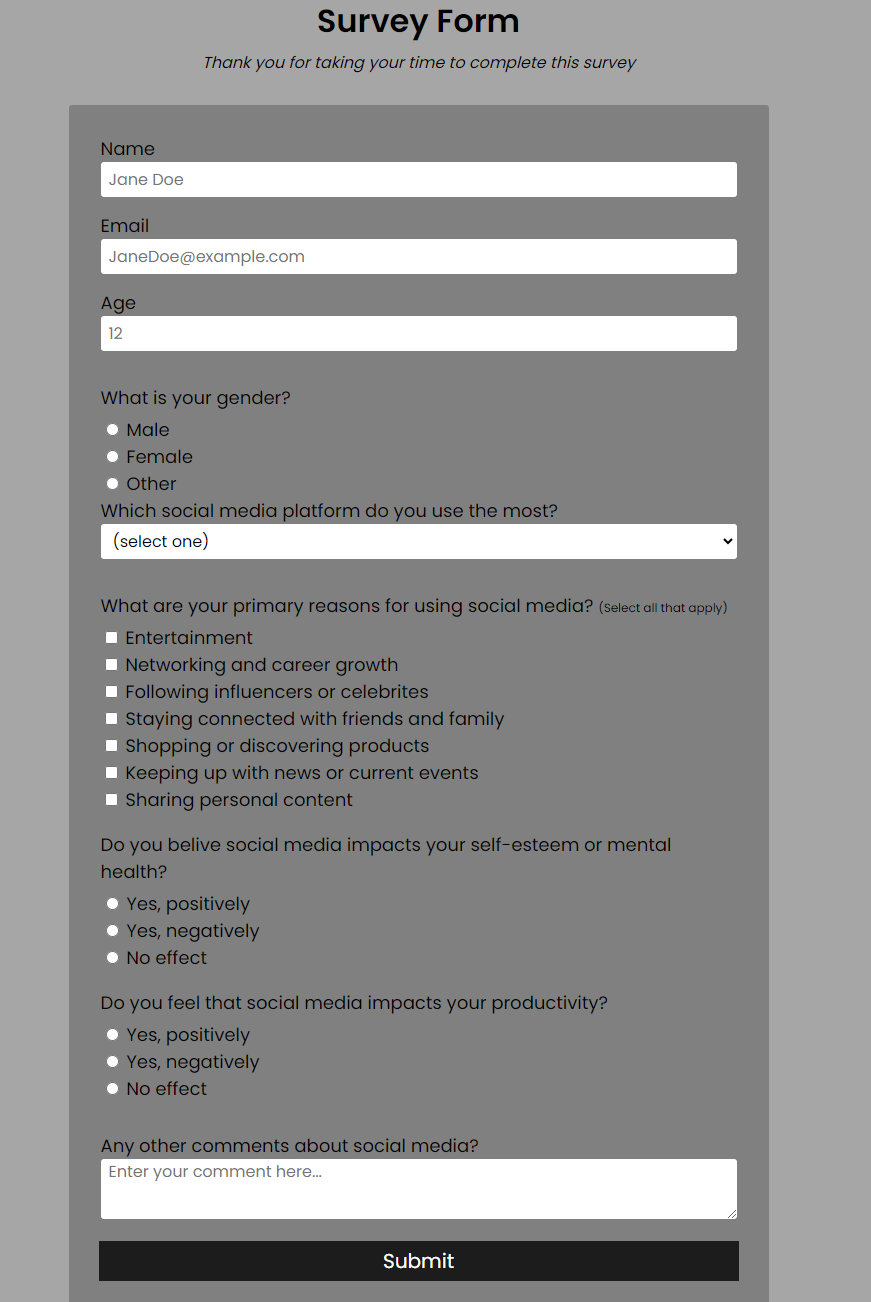 Survey Form
Thank you for taking your time to complete this survey
Name
Jane Doe
Email
JaneDoe@example.com
Age
12
What is your gender?
Male
Female
Other
Which social media platform do you use the most?
(select one)
What are your primary reasons for using social media? (Select all that apply)
Entertainment
Networking and career growth
Following influencers or celebrites
Staying connected with friends and family
Shopping or discovering products
Keeping up with news or current events
Sharing personal content
Do you belive social media impacts your self-esteem or mental
health?
Yes, positively
Yes, negatively
No effect
Do you feel that social media impacts your productivity?
Yes, positively
Yes, negatively
No effect
Any other comments about social media?
Enter your comment here...
Submit